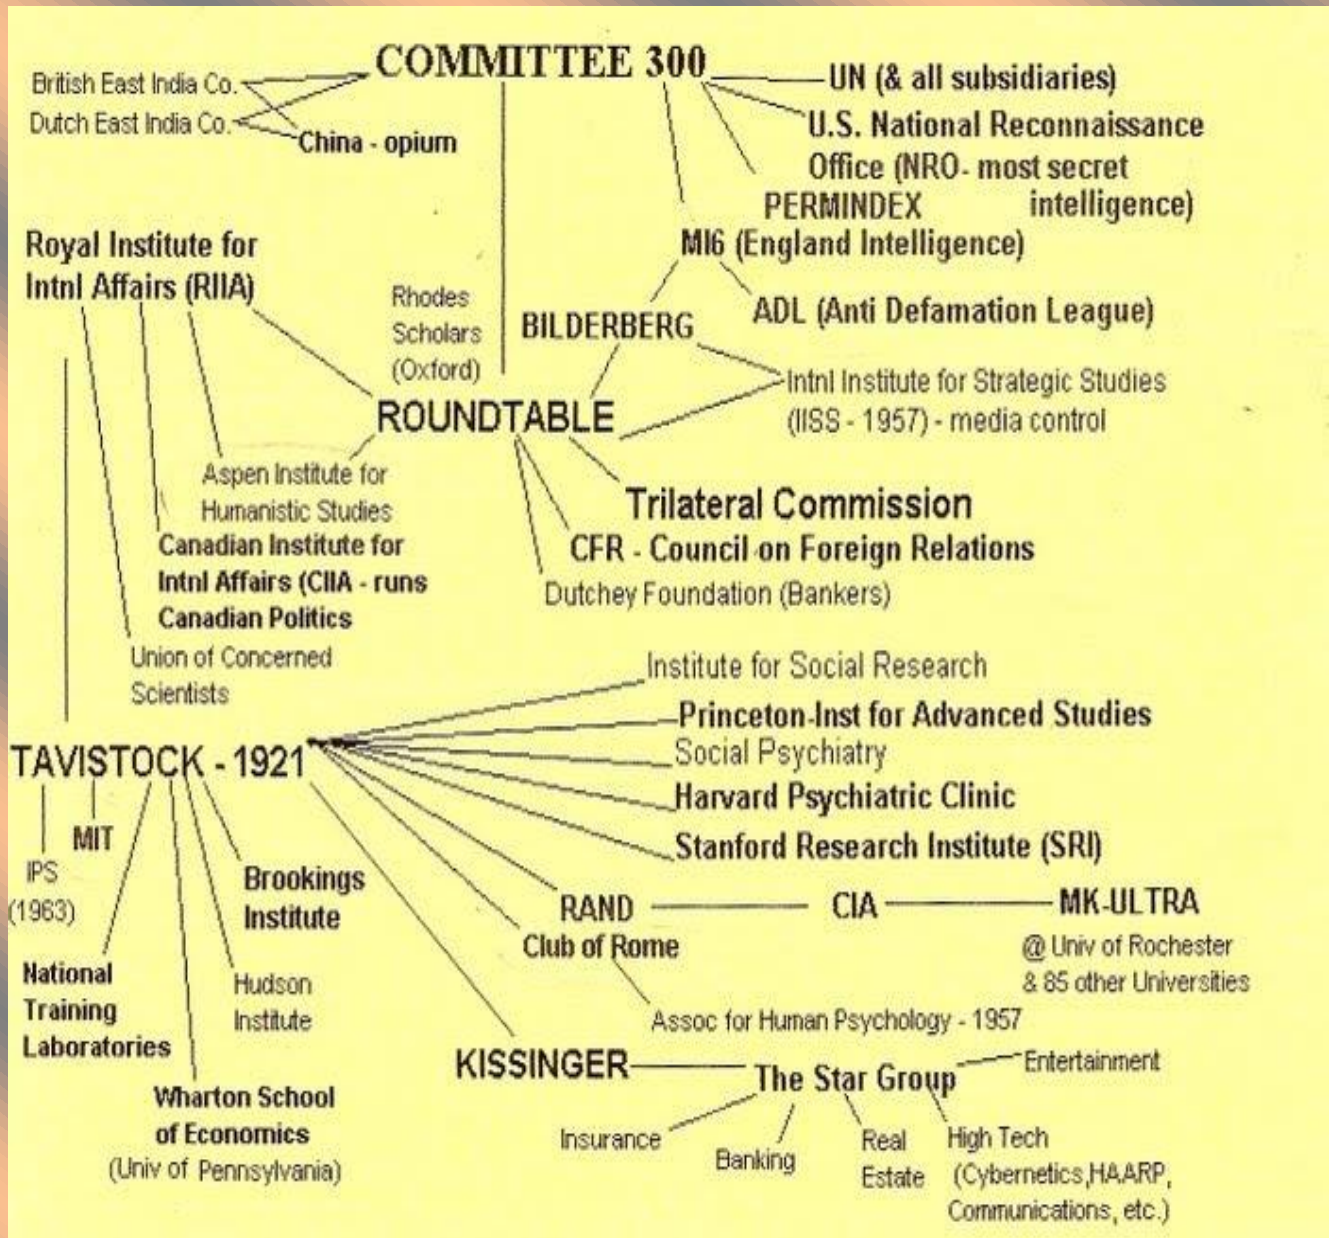 COMMITTEE 300
British East India Co.
Dutch East India Co.
China - opium
UN (& all subsidiaries)
U.S. National Reconnaissance
Office (NRO- most secret
intelligence)
PERMINDEX
MI6 (England Intelligence)
ADL (Anti Defamation League)
Royal Institute for
Intnl Affairs (RIIA)
Rhodes
Scholars
(Oxford)
BILDERBERG
Intnl Institute for Strategic Studies
(IISS - 1957) - media control
ROUNDTABLE
Aspen Institute for
Humanistic Studies
Trilateral Commission
CFR - Council on Foreign Relations
Dutchey Foundation (Bankers)
Canadian Institute for
Intnl Affairs (CIIA - runs
Canadian Politics
Union of Concerned
Scientists
Institute for Social Research
Princeton-Inst for Advanced Studies
Social Psychiatry
Harvard Psychiatric Clinic
Stanford Research Institute (SRI)
TAVISTOCK - 1921
MIT
IPS
(1963)
Brookings
Institute
RAND
CIA
MK-ULTRA
@ Univ of Rochester
& 85 other Universities
Club of Rome
National
Training
Laboratories
Hudson
Institute
Assoc for Human Psychology - 1957
KISSINGER
The Star Group
Entertainment
Wharton School
of Economics
(Univ of Pennsylvania)
Insurance
Banking
Real
Estate
High Tech
(Cybernetics,HAARP,
Communications, etc.)